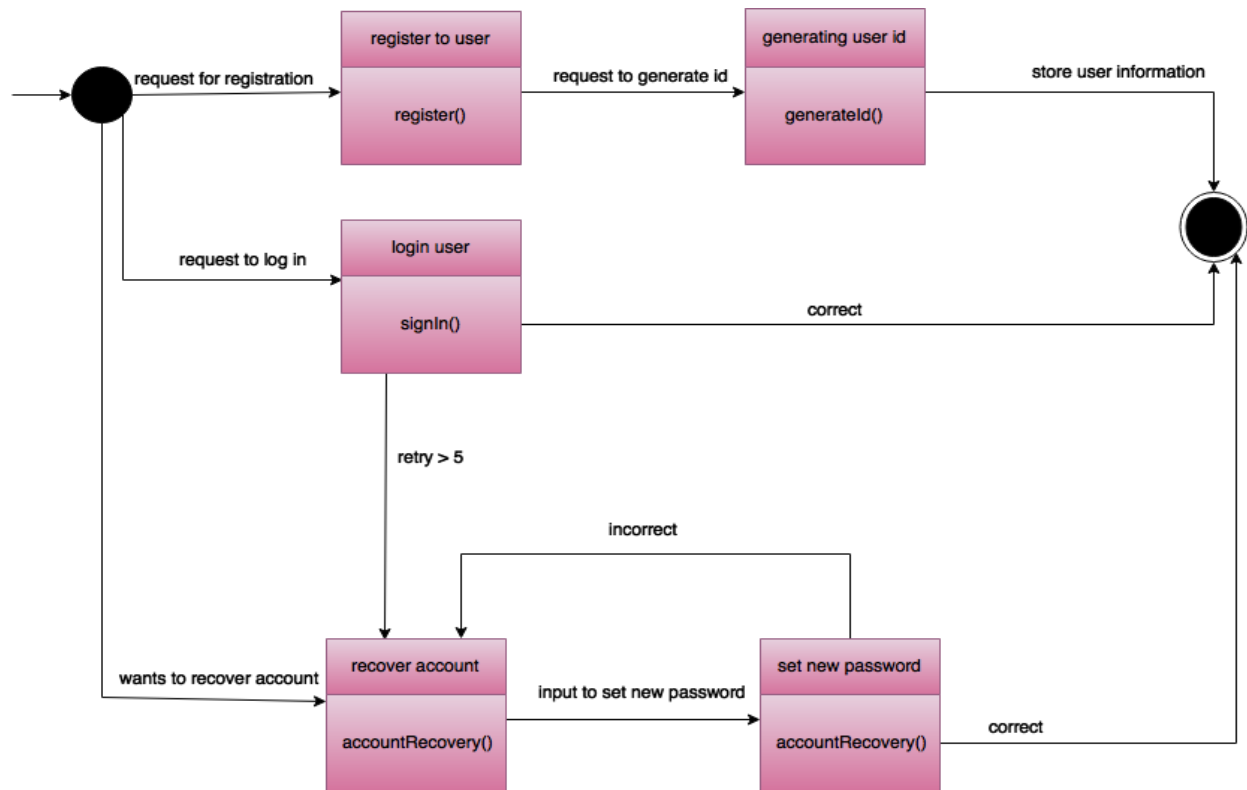 register to user
generating user id
request for registration
request to generate id
store user information
register()
generateId()
login user
request to log in
signIn()
correct
retry > 5
incorrect
recover account
set new password
wants to recover account
input to set new password
accountRecovery()
accountRecovery()
correct